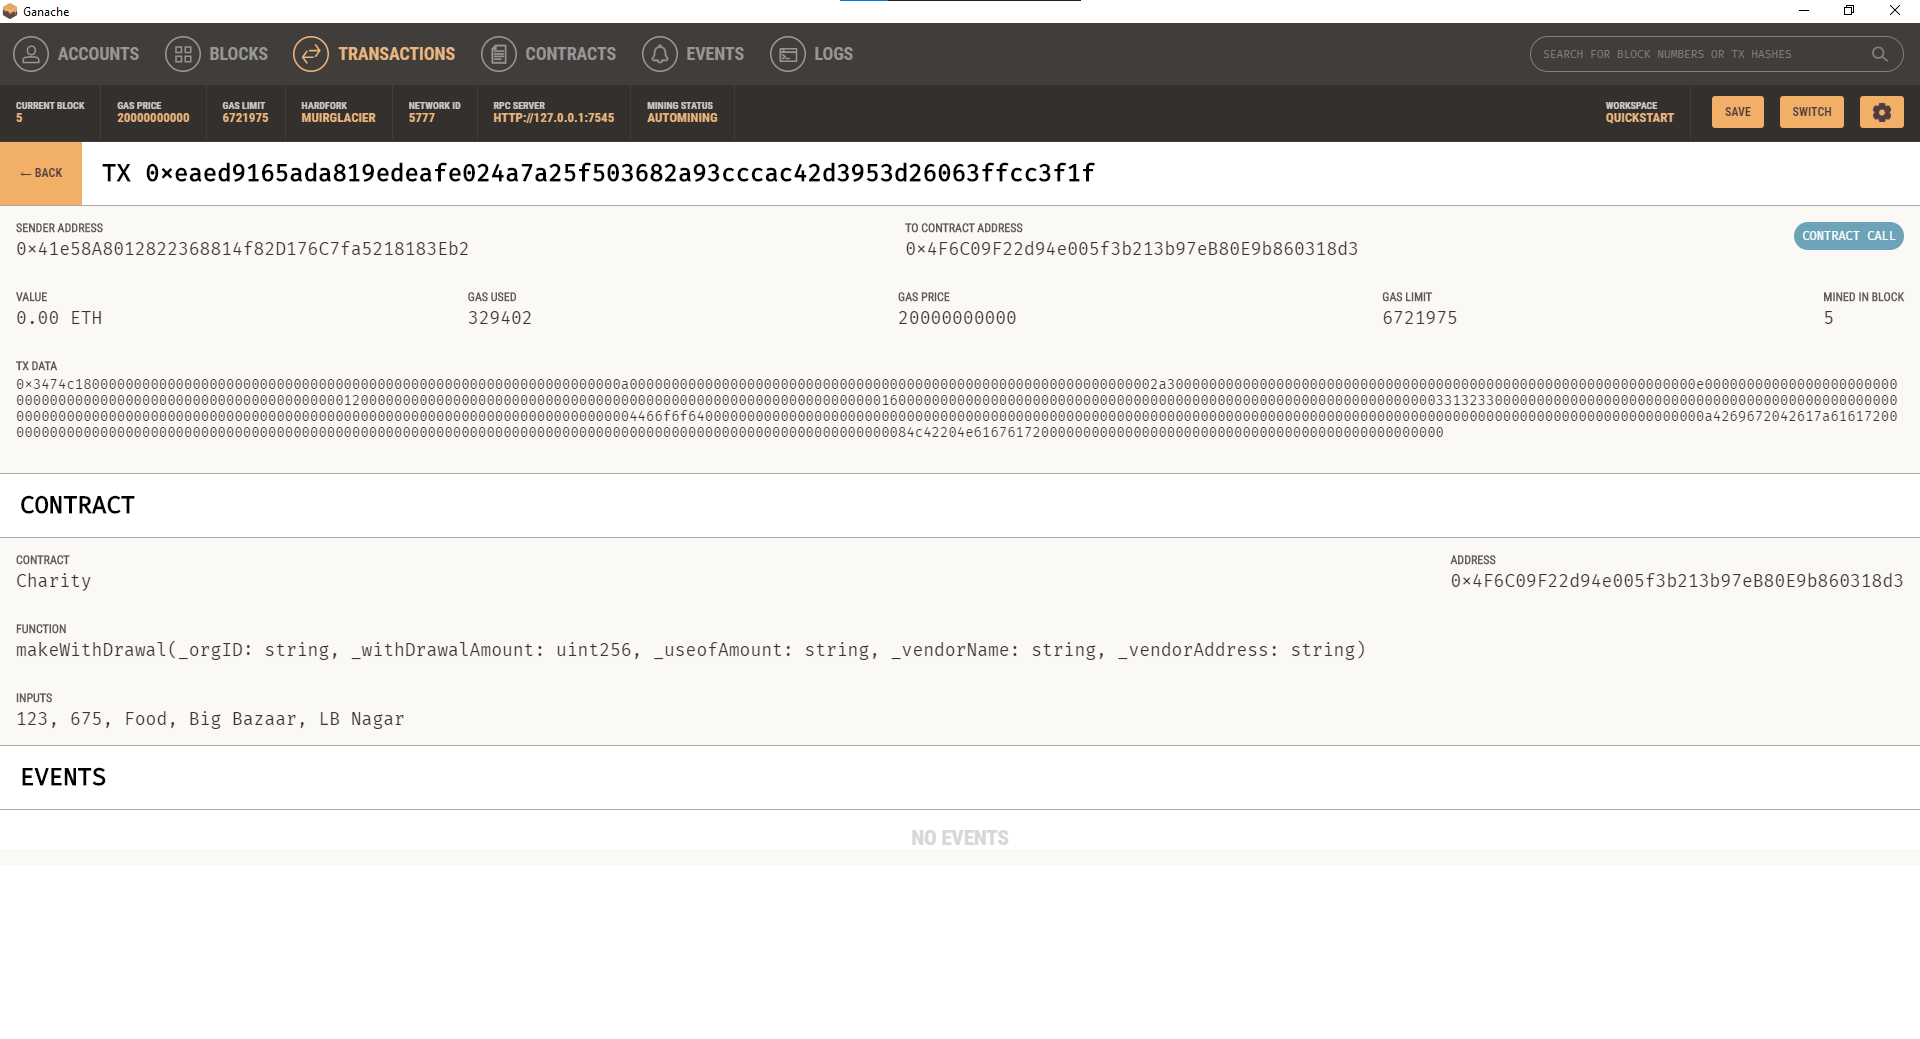 Ganache
ACCOUNTS BLOCKS TRANSACTIONS CONTRACTS EVENTS LOGS SEARCH FOR BLOCK NUMBERS OR TX HASHES
CURRENT BLOCK GAS PRICE GAS LIMIT HARDFORK NETWORK ID RPC SERVER MINING STATUS WORKSPACE
5 20000000000 6721975 MUIRGLACIER 5777 HTTP://127.0.0.1:7545 AUTOMINING QUICKSTART SAVE SWITCH
← BACK TX 0×eaed9165ada819edeafe024a7a25f503682a93cccac42d3953d26063ffcc3f1f
SENDER ADDRESS TO CONTRACT ADDRESS
0×41e58A8012822368814f82D176C7fa5218183Eb2 0×4F6C09F22d94e005f3b213b97eB80E9b860318d3 CONTRACT CALL
VALUE GAS USED GAS PRICE GAS LIMIT MINED IN BLOCK
0.00 ETH 329402 20000000000 6721975 5
TX DATA
CONTRACT
CONTRACT ADDRESS
Charity 0×4F6C09F22d94e005f3b213b97eB80E9b860318d3
FUNCTION
makeWithDrawal(_orgID: string, _withDrawalAmount: uint256, _useofAmount: string, _vendorName: string, _vendorAddress: string)
INPUTS
123, 675, Food, Big Bazaar, LB Nagar
EVENTS
NO EVENTS